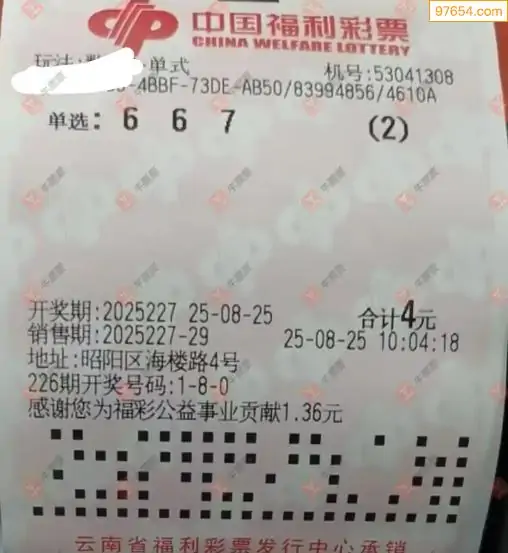 97654.com
中国福利彩票
CHINA WELFARE LOTTERY
单式
机号:53041308
-4BBF-73DE-AB50/83994856/4610A
单选: 6 6 7 (2)
开奖期:2025227 25-08-25 合计4元
销售期:2025227-29 25-08-25 10:04:18
地址:昭阳区海楼路4号
226期开奖号码:1-8-0
感谢您为福彩公益事业贡献1.36元
云南省福利彩票发行中心承销